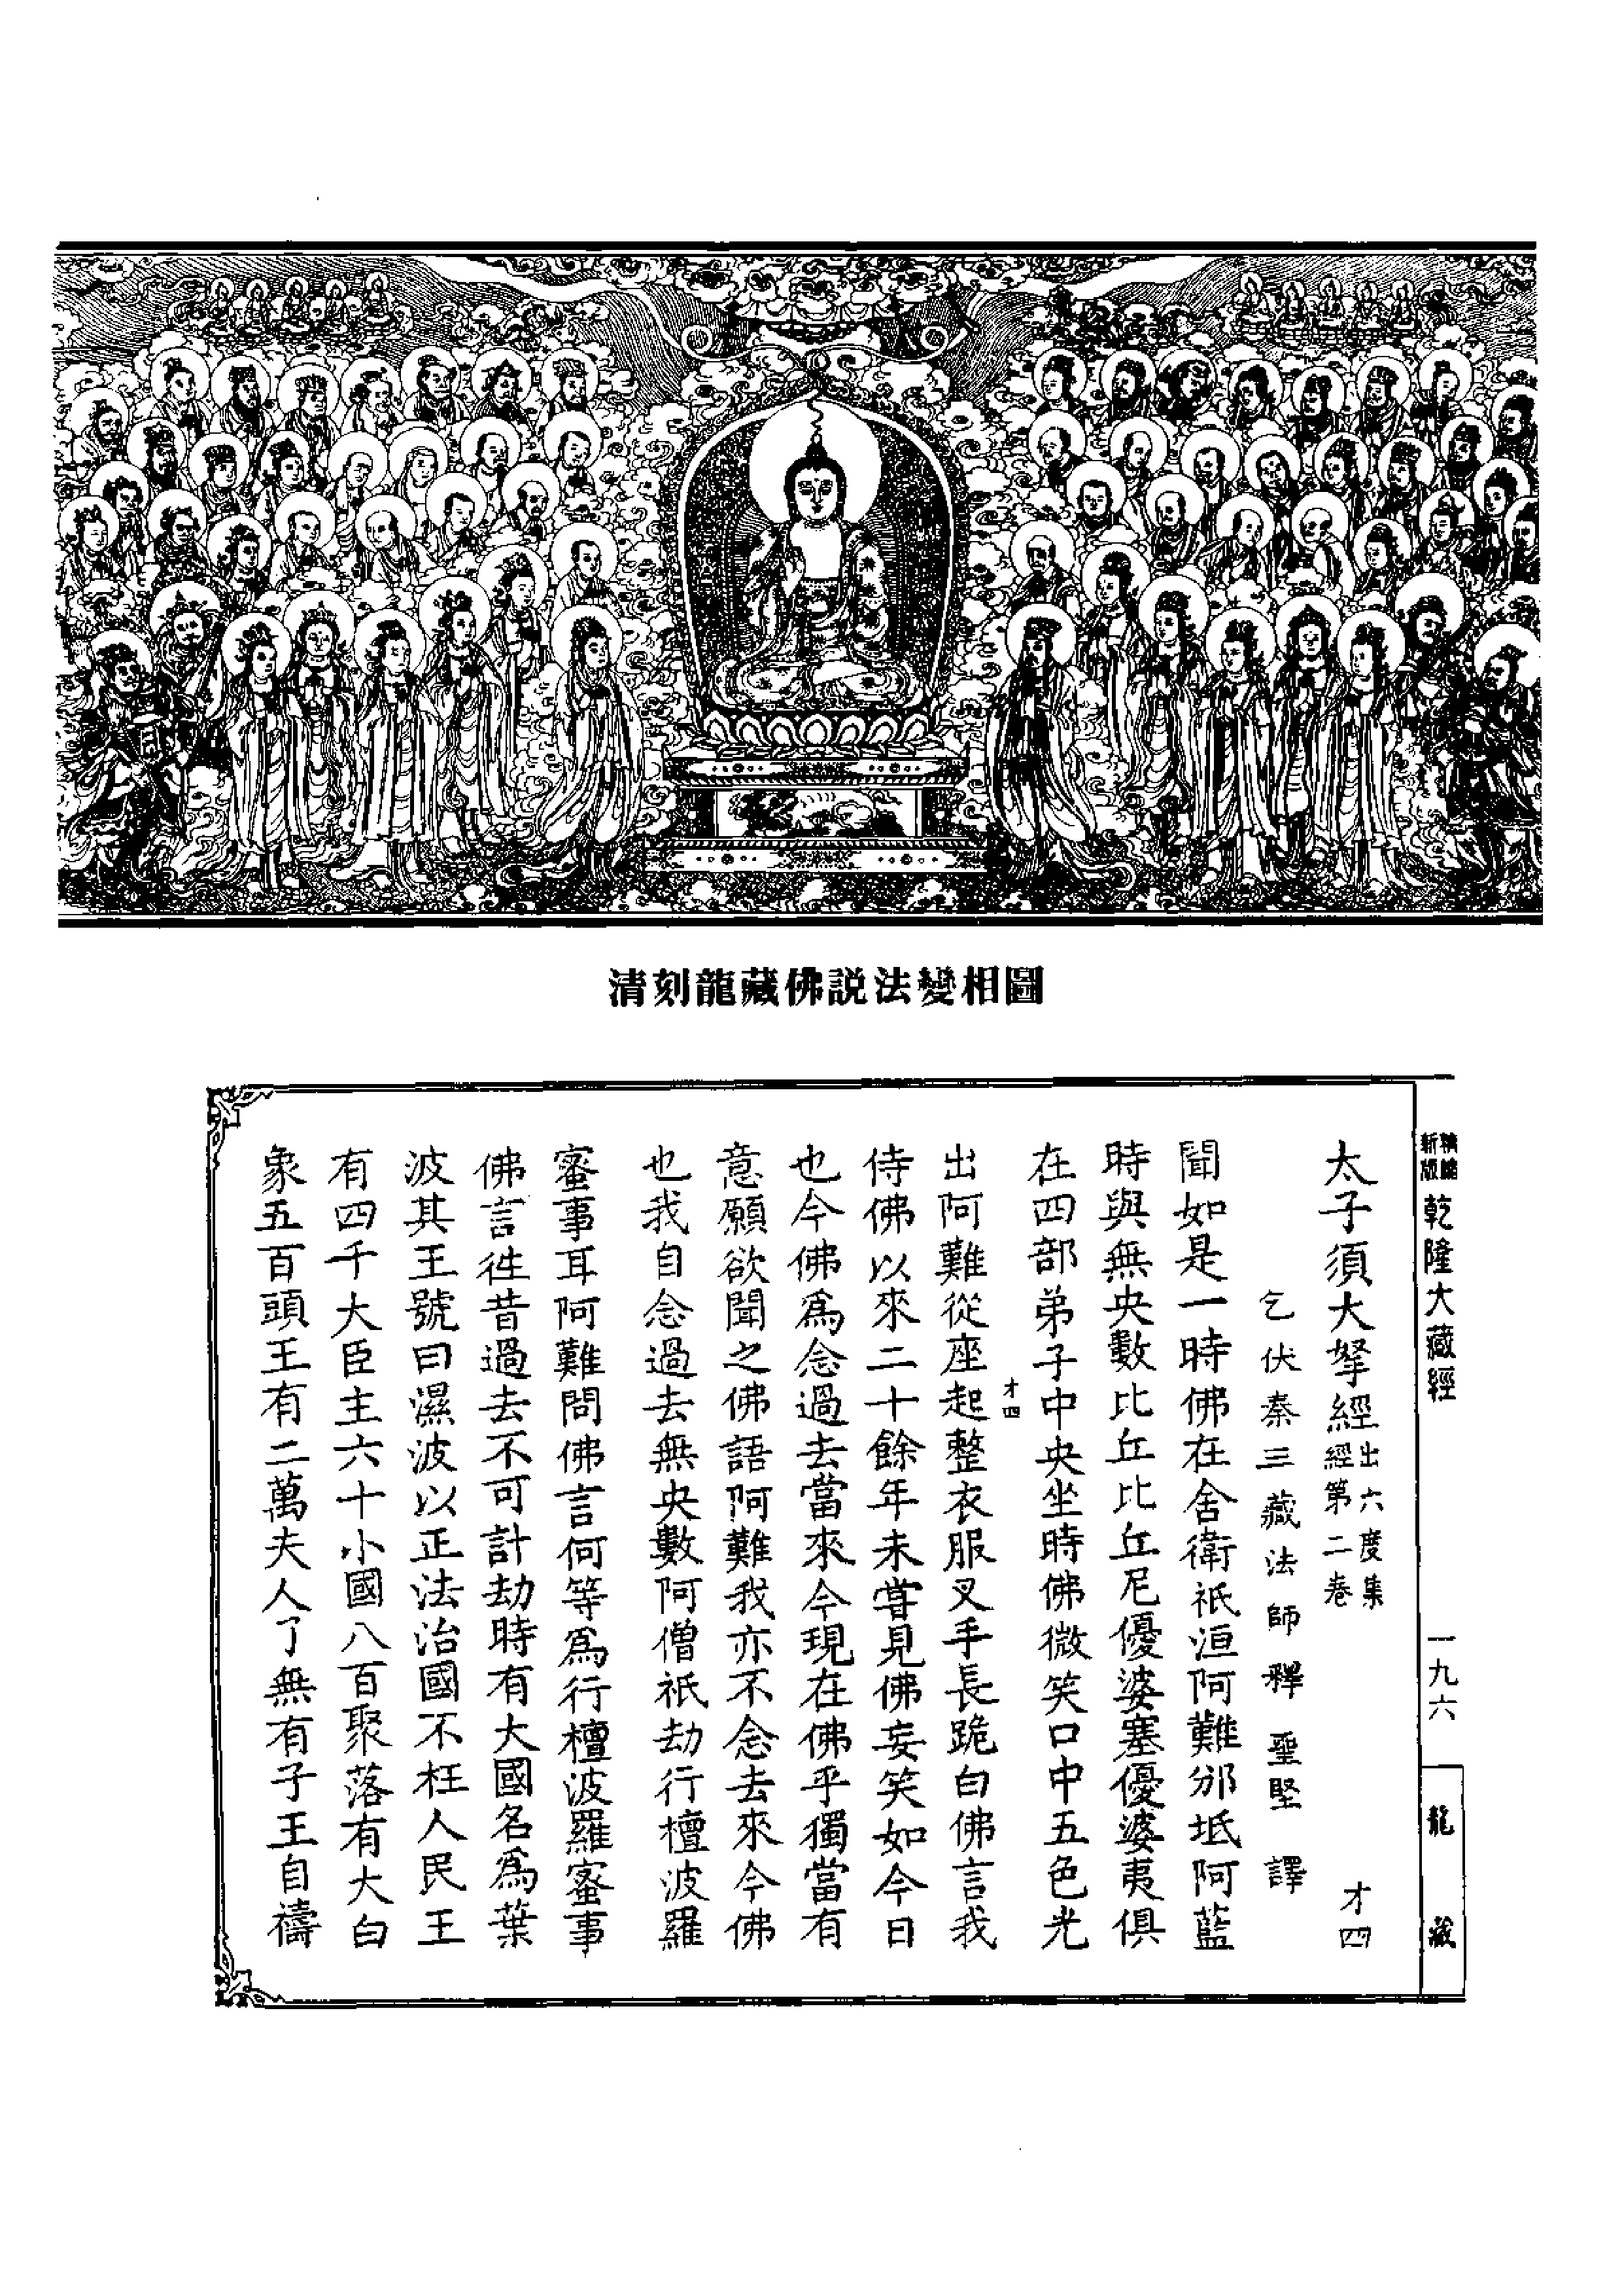 清刻龍藏佛説法變相圖
新版
精縮
乾隆大藏經
一九六
龍藏
太子須大拏經
出六度集
經第二卷
才四
乞伏秦三藏法師釋聖堅譯
聞如是一時佛在舍衛祇洹阿難邠坻阿藍
時與無央數比丘比丘尼優婆塞優婆夷俱
在四部弟子中央坐時佛微笑口中五色光
才四
出阿難從座起整衣服叉手長跪白佛言我
侍佛以來二十餘年未甞見佛妄笑如今日
也今佛爲念過去當來今現在佛乎獨當有
意願欲聞之佛語阿難我亦不念去來今佛
也我自念過去無央數阿僧祇劫行檀波羅
蜜事耳阿難問佛言何等爲行檀波羅蜜事
佛言徃昔過去不可計劫時有大國名爲葉
波其王號曰濕波以正法治國不枉人民王
有四千大臣主六十小國八百聚落有大白
象五百頭王有二萬夫人了無有子王自禱